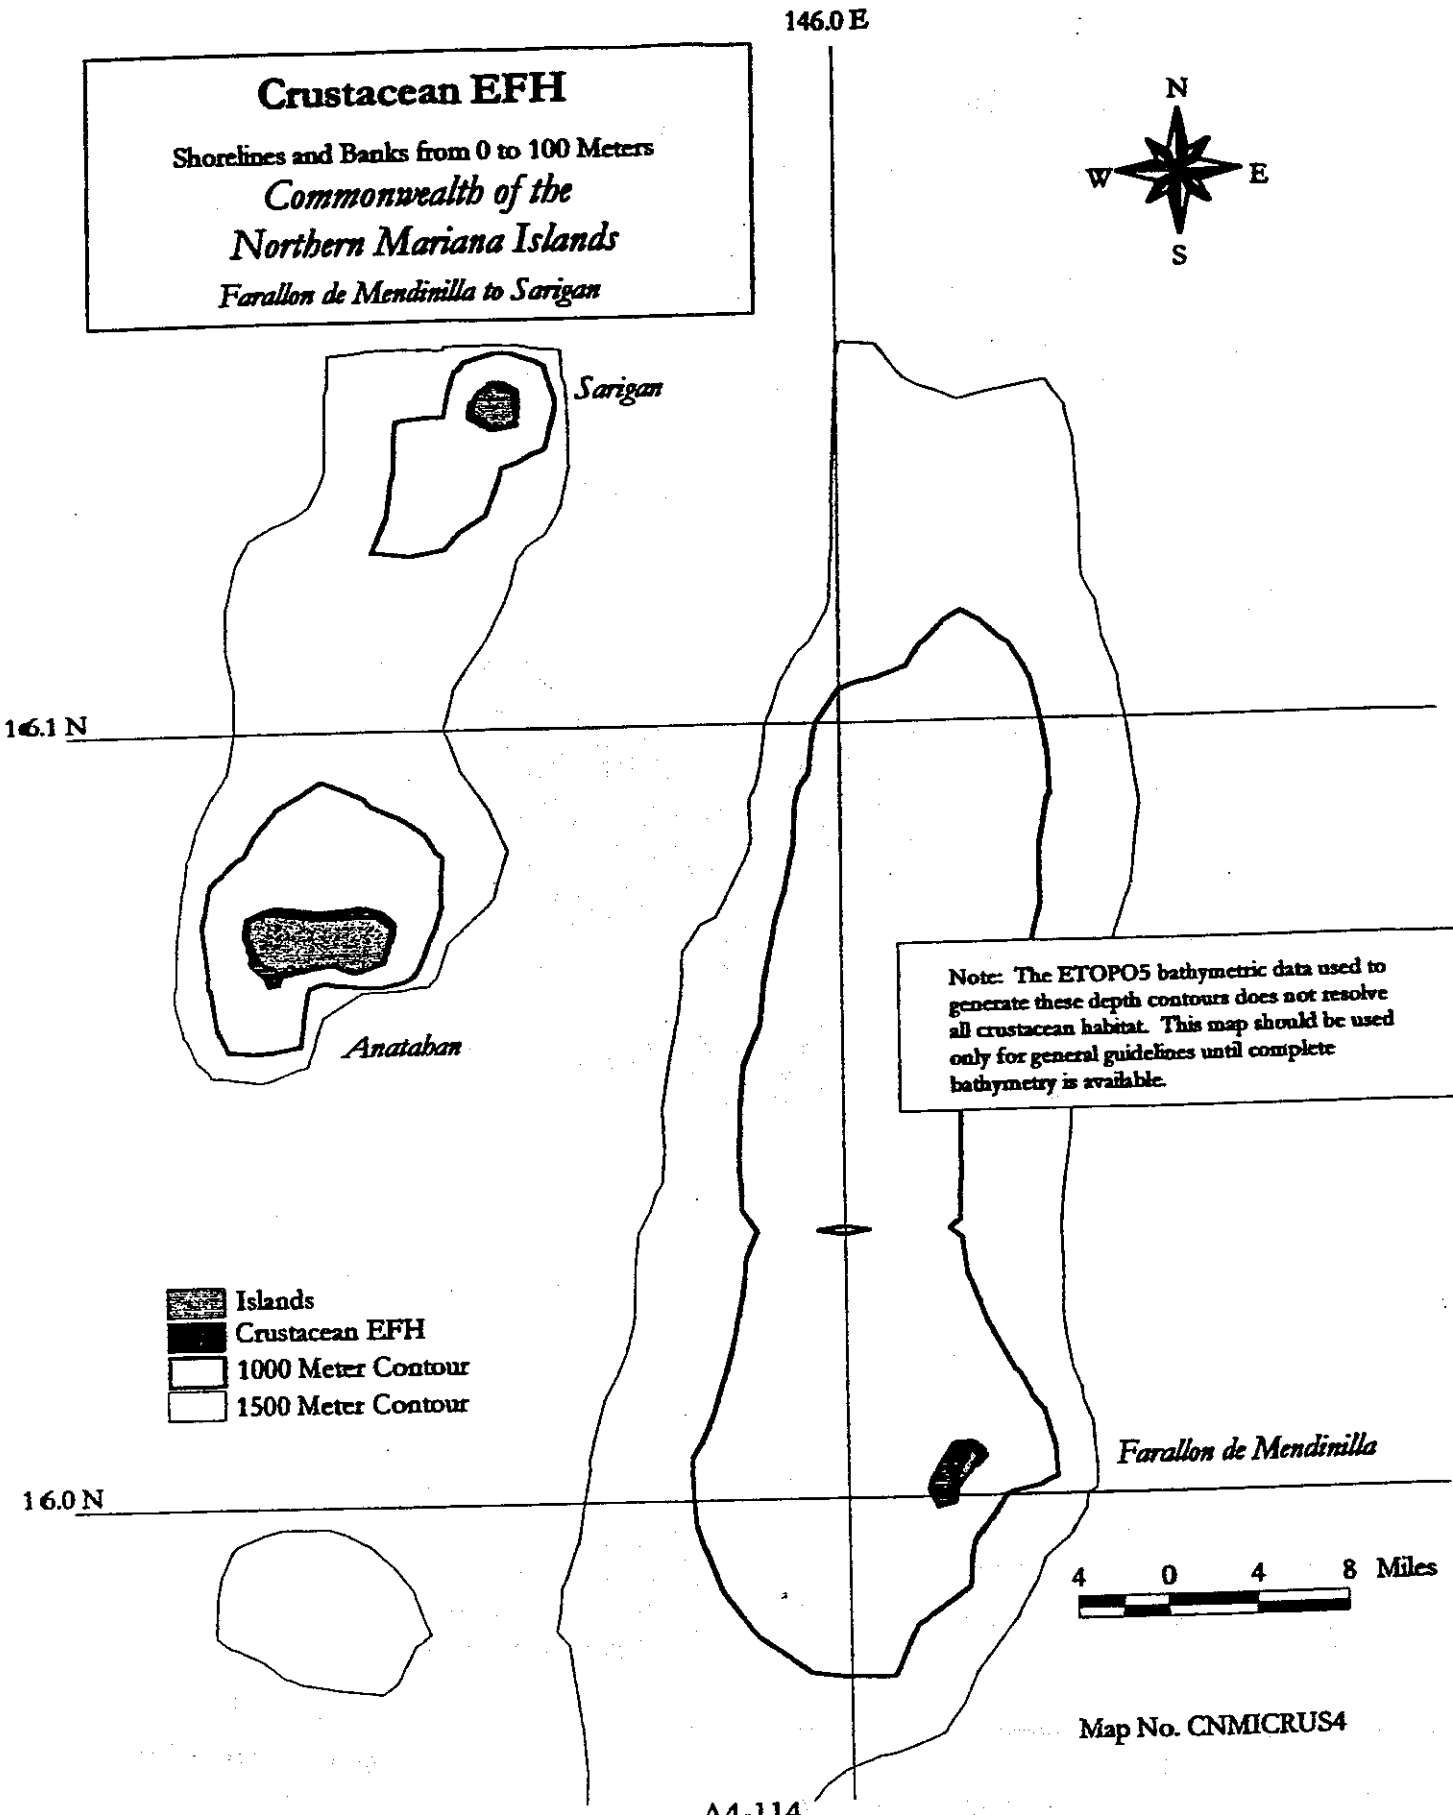 146.0 E
Crustacean EFH
Shorelines and Banks from 0 to 100 Meters
Commonwealth of the
Northern Mariana Islands
Farallon de Mendinilla to Sarigan
N
W E
S
Sarigan
16.1 N
Note: The ETOPO5 bathymetric data used to
generate these depth contours does not resolve
all crustacean habitat. This map should be used
only for general guidelines until complete
bathymetry is available.
Anatahan
Islands
Crustacean EFH
1000 Meter Contour
1500 Meter Contour
Farallon de Mendinilla
16.0 N
4 0 4 8 Miles
Map No. CNMICRUS4
A4-114